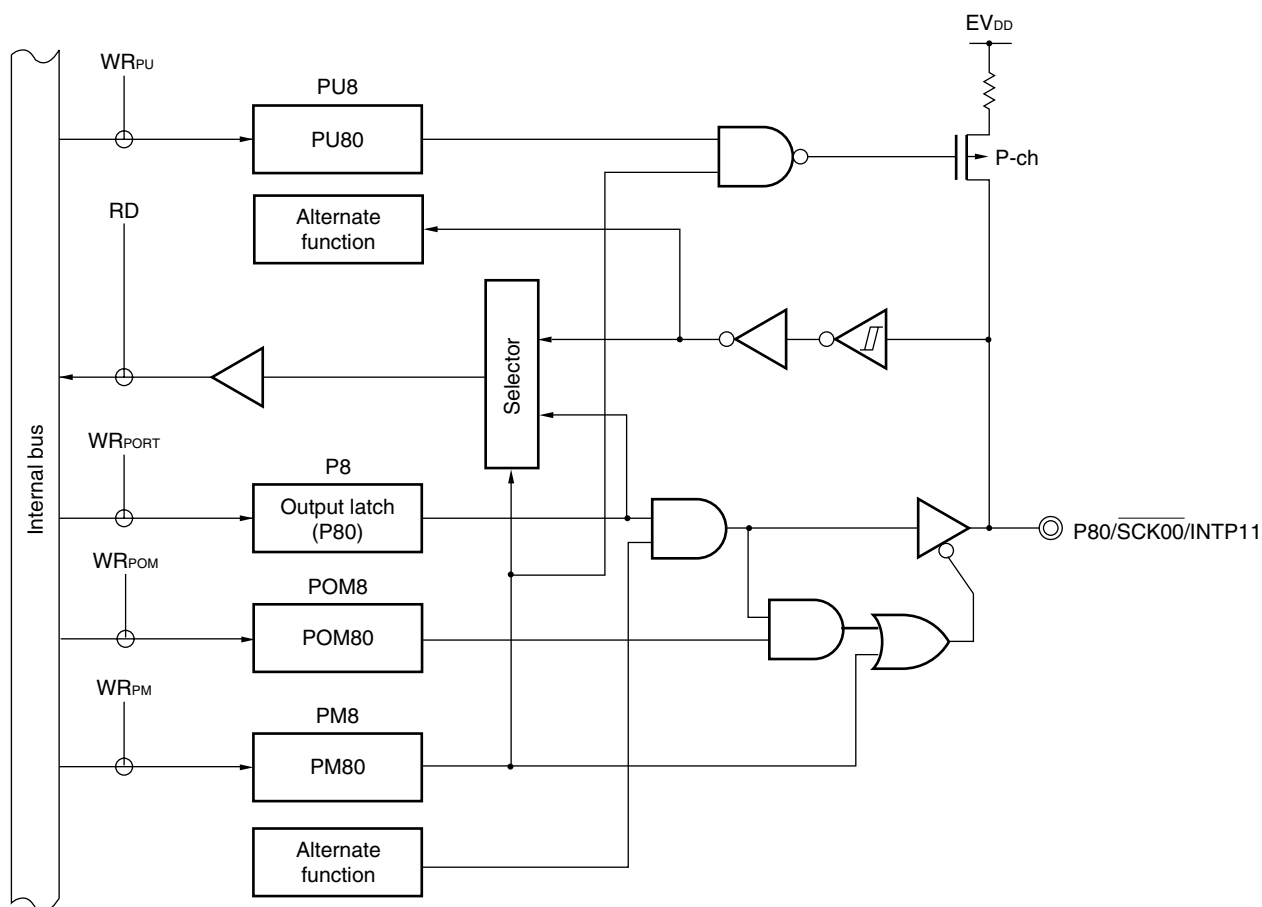 EVDD
WRPU
PU8
PU80
P-ch
RD
Alternate
function
Selector
Internal bus
WRPORT
P8
Output latch
(P80)
P80/SCK00/INTP11
WRPOM
POM8
POM80
WRPM
PM8
PM80
Alternate
function